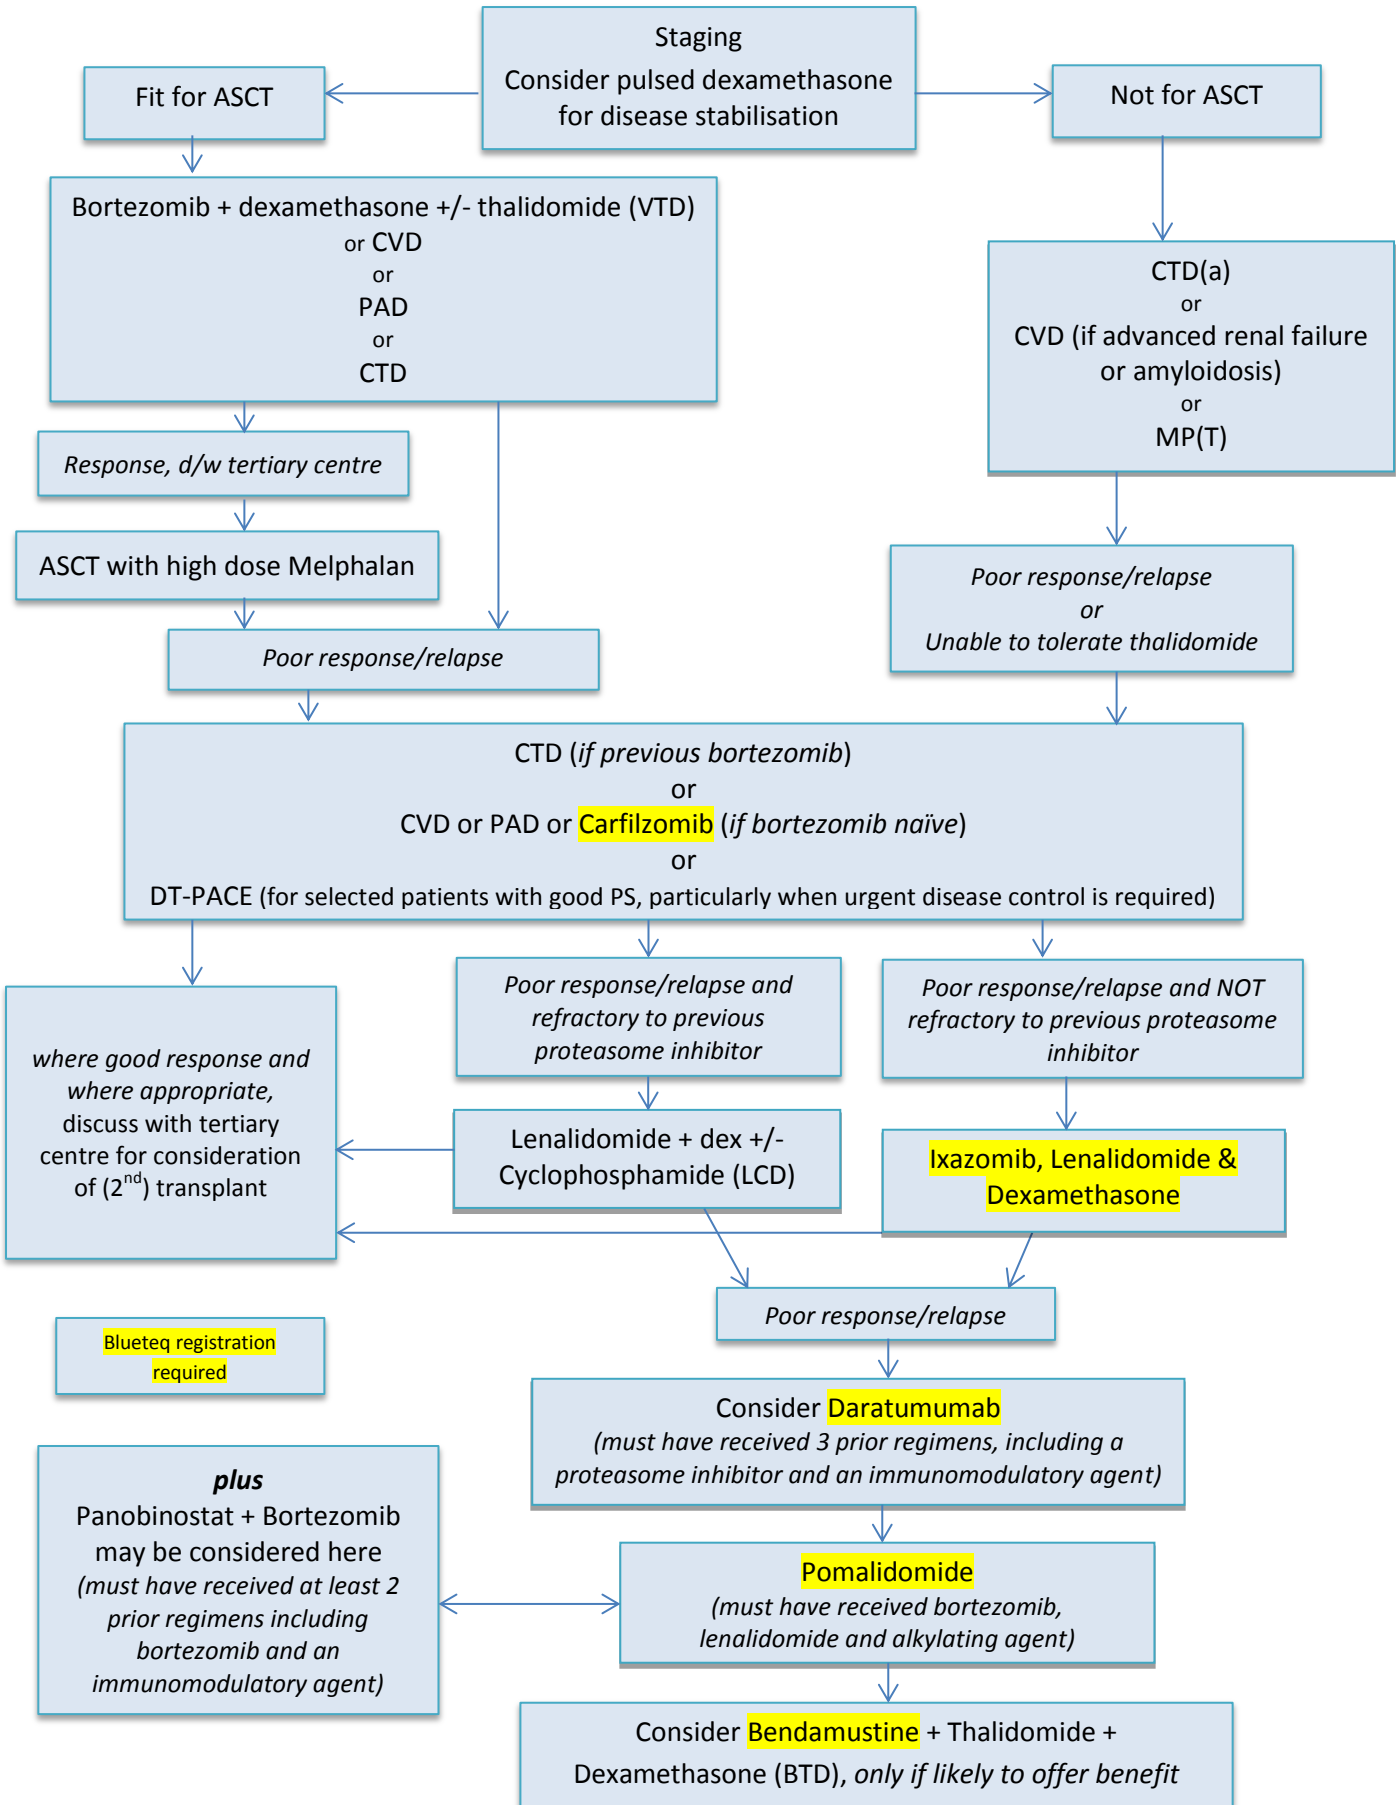 Staging
Consider pulsed dexamethasone
for disease stabilisation
Fit for ASCT
Not for ASCT
Bortezomib + dexamethasone +/- thalidomide (VTD)
or CVD
or
PAD
or
CTD
CTD(a)
or
CVD (if advanced renal failure
or amyloidosis)
or
MP(T)
Response, d/w tertiary centre
ASCT with high dose Melphalan
Poor response/relapse
Poor response/relapse
or
Unable to tolerate thalidomide
CTD (if previous bortezomib)
or
CVD or PAD or Carfilzomib (if bortezomib naïve)
or
DT-PACE (for selected patients with good PS, particularly when urgent disease control is required)
where good response and
where appropriate,
discuss with tertiary
centre for consideration
of (2nd) transplant
Poor response/relapse and
refractory to previous
proteasome inhibitor
Poor response/relapse and NOT
refractory to previous proteasome
inhibitor
Lenalidomide + dex +/-
Cyclophosphamide (LCD)
Ixazomib, Lenalidomide &
Dexamethasone
Poor response/relapse
Blueteq registration
required
Consider Daratumumab
(must have received 3 prior regimens, including a
proteasome inhibitor and an immunomodulatory agent)
plus
Panobinostat + Bortezomib
may be considered here
(must have received at least 2
prior regimens including
bortezomib and an
immunomodulatory agent)
Pomalidomide
(must have received bortezomib,
lenalidomide and alkylating agent)
Consider Bendamustine + Thalidomide +
Dexamethasone (BTD), only if likely to offer benefit